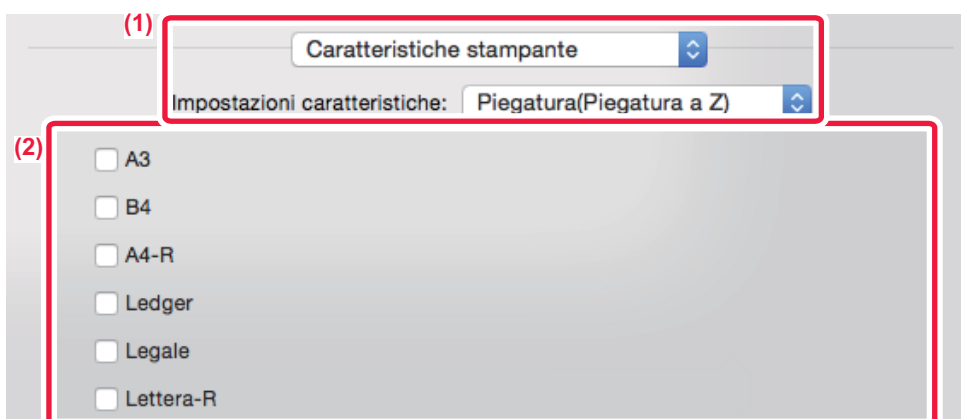 (1)
Caratteristiche stampante
Impostazioni caratteristiche: Piegatura(Piegatura a Z)
(2)
A3
B4
A4-R
Ledger
Legale
Lettera-R